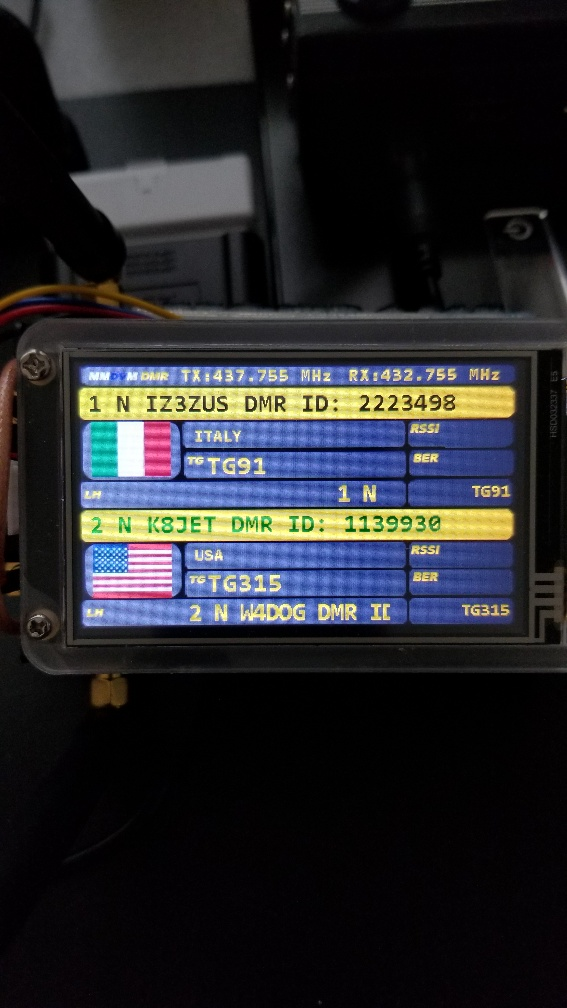 MMDVM DMR TX:437.755 MHz RX:432.755 MHz
1 N IZ3ZUS DMR ID: 2223498
ITALY RSSI
TG TG91 BER
LH 1 N TG91
2 N K8JET DMR ID: 1139930
USA RSSI
TG TG315 BER
LH 2 N W4DOG DMR II TG315